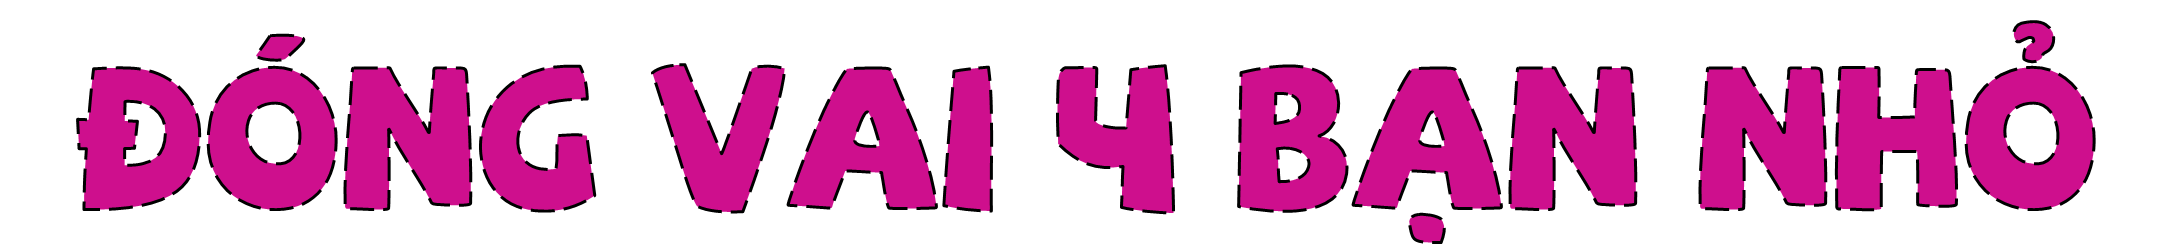 ĐÓNG VAI 4 BẠN NHỎ